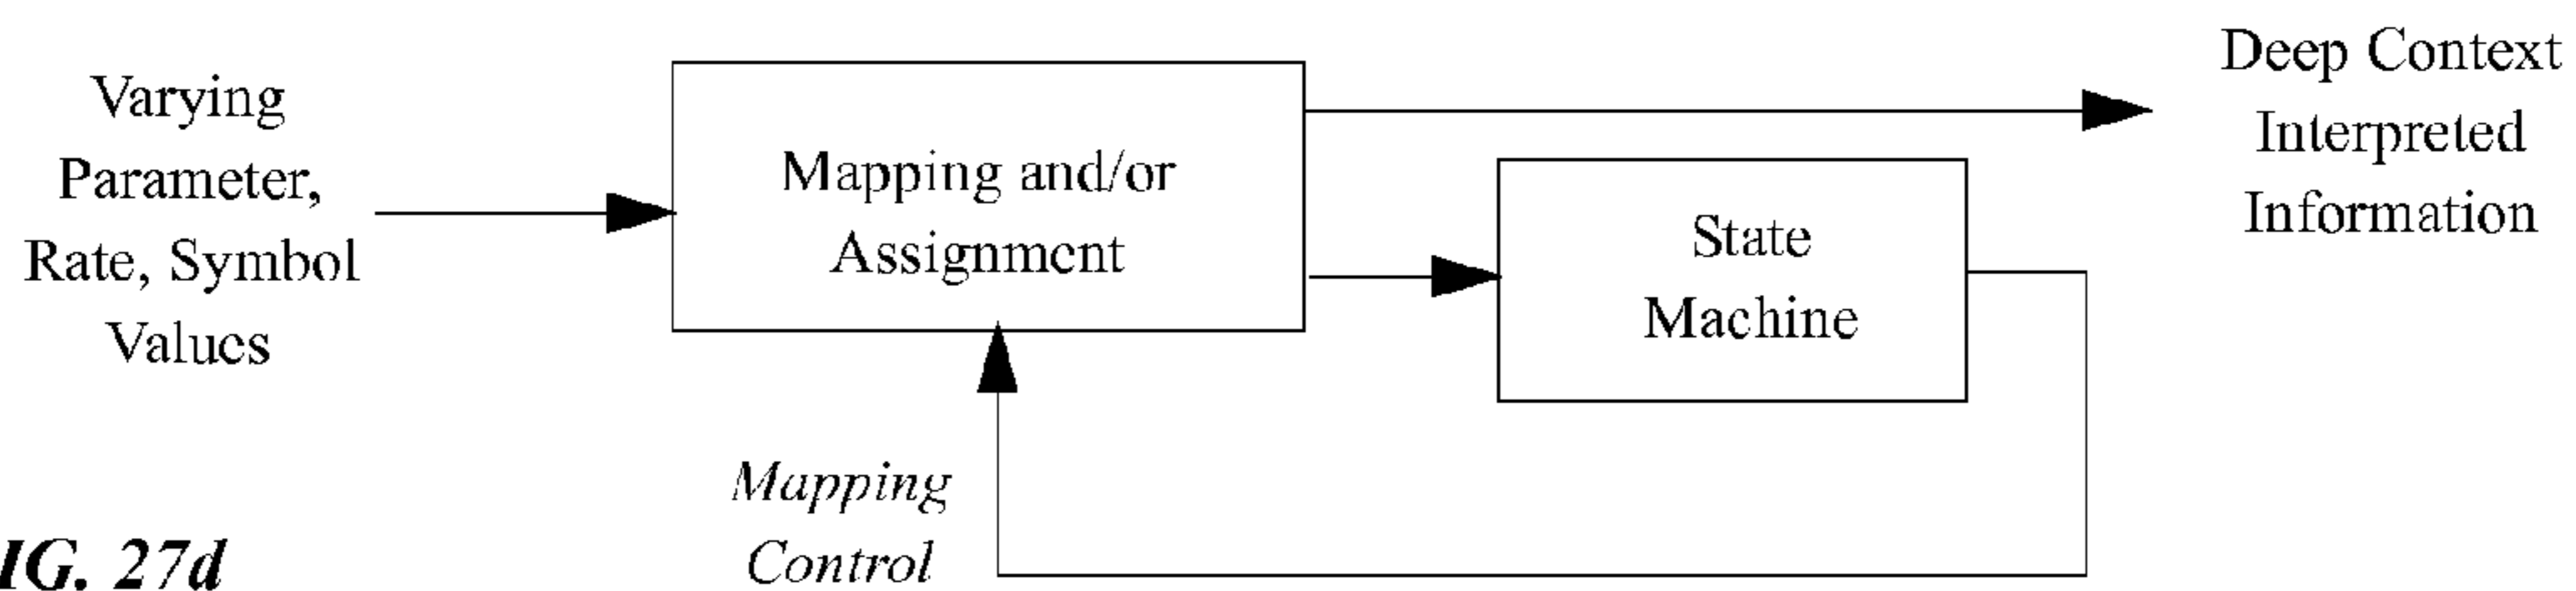 Varying
Parameter,
Rate, Symbol
Values
Mapping and/or
Assignment
State
Machine
Deep Context
Interpreted
Information
Mapping
Control
IG. 27d